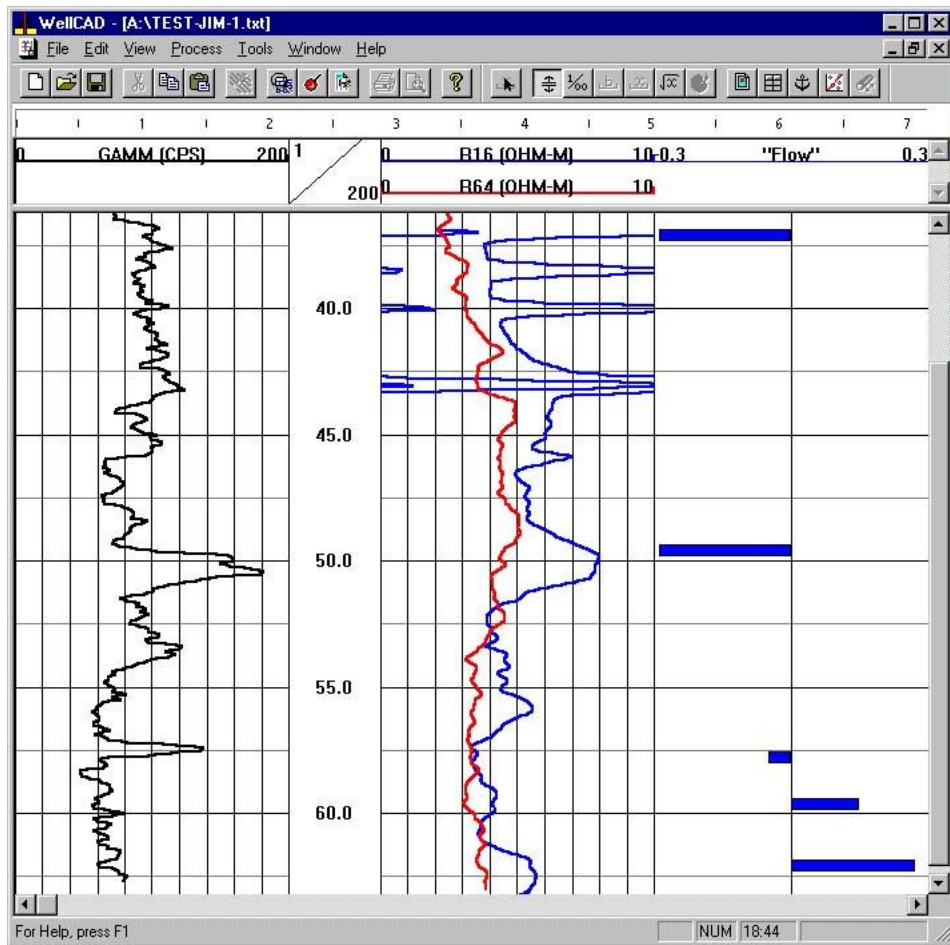 WellCAD - [A:\TEST-JIM-1.txt]
File Edit View Process Tools Window Help
1 2 3 4 5 6 7
0 GAMM (CPS) 200 1 0 R16 (OHM-M) 10 -0.3 "Flow" 0.3
200 0 R64 (OHM-M) 10
40.0
45.0
50.0
55.0
60.0
For Help, press F1 NUM 18:44